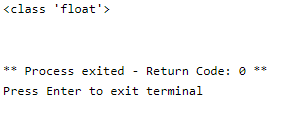 <class 'float'>
** Process exited - Return Code: 0 **
Press Enter to exit terminal